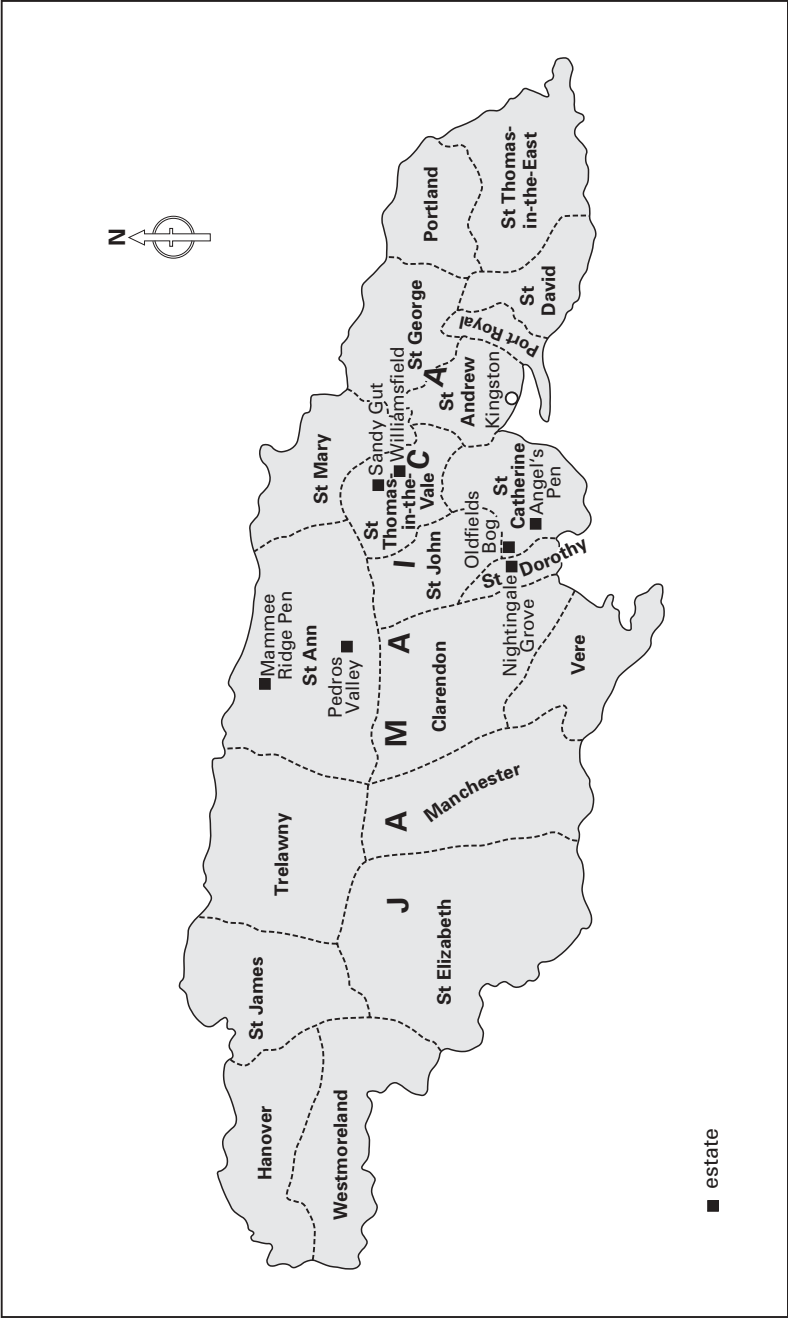 N
Hanover
Westmoreland
St James
Trelawny
St Elizabeth
Manchester
Mammee
Ridge Pen
St Ann
Pedros
Valley
Clarendon
Vere
St Mary
St
Thomas-
in-the-
Vale
Sandy Gut
Williamsfield
St John
Oldfields
Bog
Nightingale
Grove
St
Dorothy
St
Catherine
Angel's
Pen
St George
St
Andrew
Kingston
Port Royal
Portland
St
David
St Thomas-
in-the-East
JAMAICA
estate